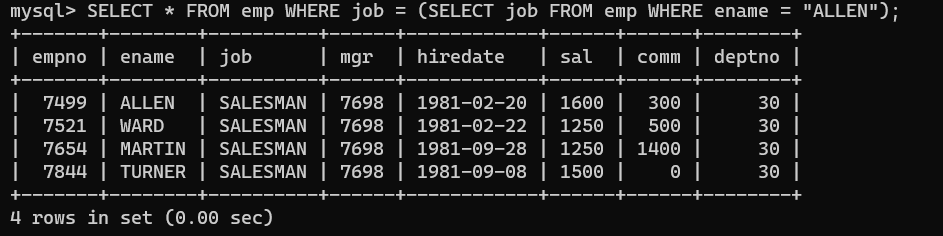 mysql> SELECT * FROM emp WHERE job = (SELECT job FROM emp WHERE ename = "ALLEN");
+-------+--------+----------+------+------------+------+------+--------+
| empno | ename  | job      | mgr  | hiredate   | sal  | comm | deptno |
+-------+--------+----------+------+------------+------+------+--------+
|  7499 | ALLEN  | SALESMAN | 7698 | 1981-02-20 | 1600 |  300 |     30 |
|  7521 | WARD   | SALESMAN | 7698 | 1981-02-22 | 1250 |  500 |     30 |
|  7654 | MARTIN | SALESMAN | 7698 | 1981-09-28 | 1250 | 1400 |     30 |
|  7844 | TURNER | SALESMAN | 7698 | 1981-09-08 | 1500 |    0 |     30 |
+-------+--------+----------+------+------------+------+------+--------+
4 rows in set (0.00 sec)